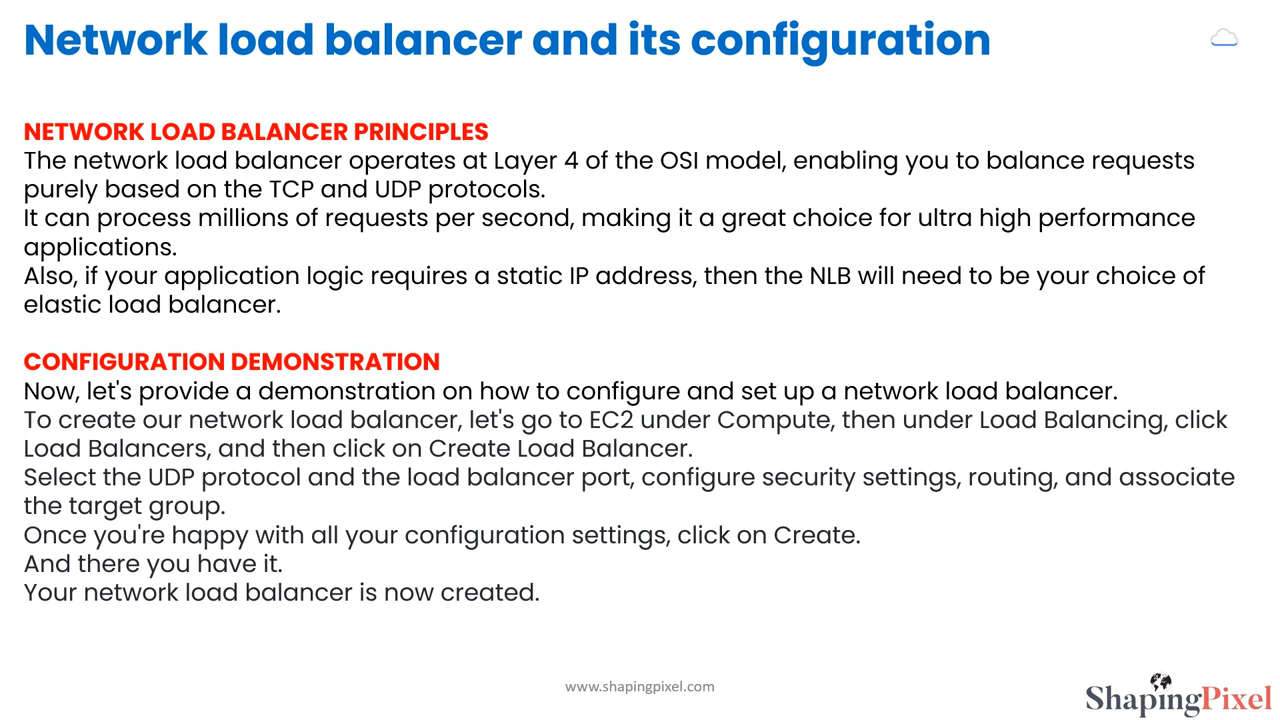 Network load balancer and its configuration
NETWORK LOAD BALANCER PRINCIPLES
The network load balancer operates at Layer 4 of the OSI model, enabling you to balance requests
purely based on the TCP and UDP protocols.
It can process millions of requests per second, making it a great choice for ultra high performance
applications.
Also, if your application logic requires a static IP address, then the NLB will need to be your choice of
elastic load balancer.
CONFIGURATION DEMONSTRATION
Now, let's provide a demonstration on how to configure and set up a network load balancer.
To create our network load balancer, let's go to EC2 under Compute, then under Load Balancing, click
Load Balancers, and then click on Create Load Balancer.
Select the UDP protocol and the load balancer port, configure security settings, routing, and associate
the target group.
Once you're happy with all your configuration settings, click on Create.
And there you have it.
Your network load balancer is now created.
www.shapingpixel.com
ShapingPixel